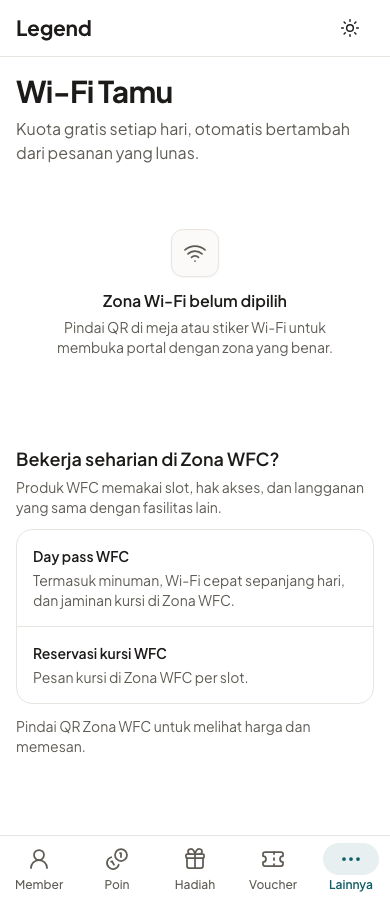 Legend
Wi-Fi Tamu
Kuota gratis setiap hari, otomatis bertambah
dari pesanan yang lunas.
Zona Wi-Fi belum dipilih
Pindai QR di meja atau stiker Wi-Fi untuk
membuka portal dengan zona yang benar.
Bekerja seharian di Zona WFC?
Produk WFC memakai slot, hak akses, dan langganan
yang sama dengan fasilitas lain.
Day pass WFC
Termasuk minuman, Wi-Fi cepat sepanjang hari,
dan jaminan kursi di Zona WFC.
Reservasi kursi WFC
Pesan kursi di Zona WFC per slot.
Pindai QR Zona WFC untuk melihat harga dan
memesan.
Member Poin Hadiah Voucher Lainnya